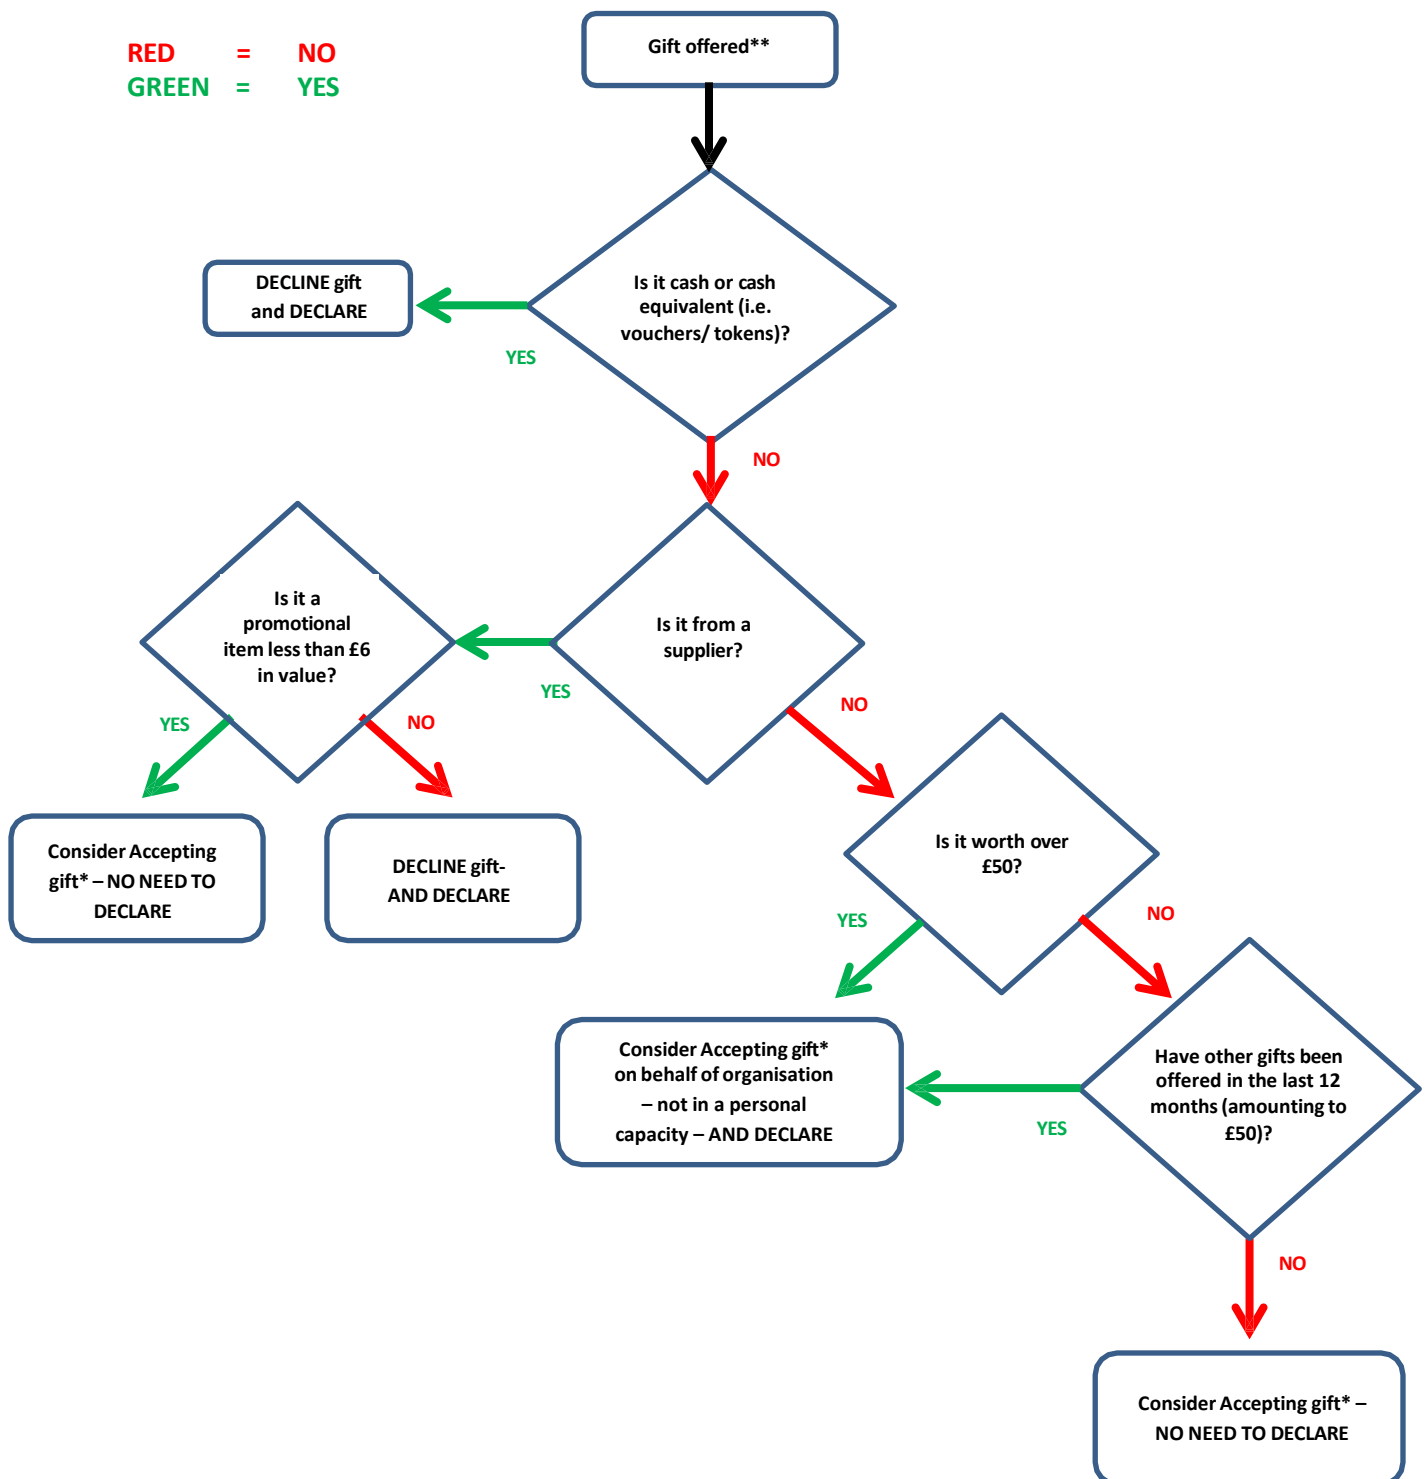 RED = NO
GREEN = YES
Gift offered**
Is it cash or cash
equivalent (i.e.
vouchers/ tokens)?
YES
DECLINE gift
and DECLARE
NO
Is it from a
supplier?
YES
Is it a
promotional
item less than £6
in value?
YES
Consider Accepting
gift* – NO NEED TO
DECLARE
NO
DECLINE gift-
AND DECLARE
NO
Is it worth over
£50?
YES
Consider Accepting gift*
on behalf of organisation
– not in a personal
capacity – AND DECLARE
NO
Have other gifts been
offered in the last 12
months (amounting to
£50)?
YES
NO
Consider Accepting gift* –
NO NEED TO DECLARE